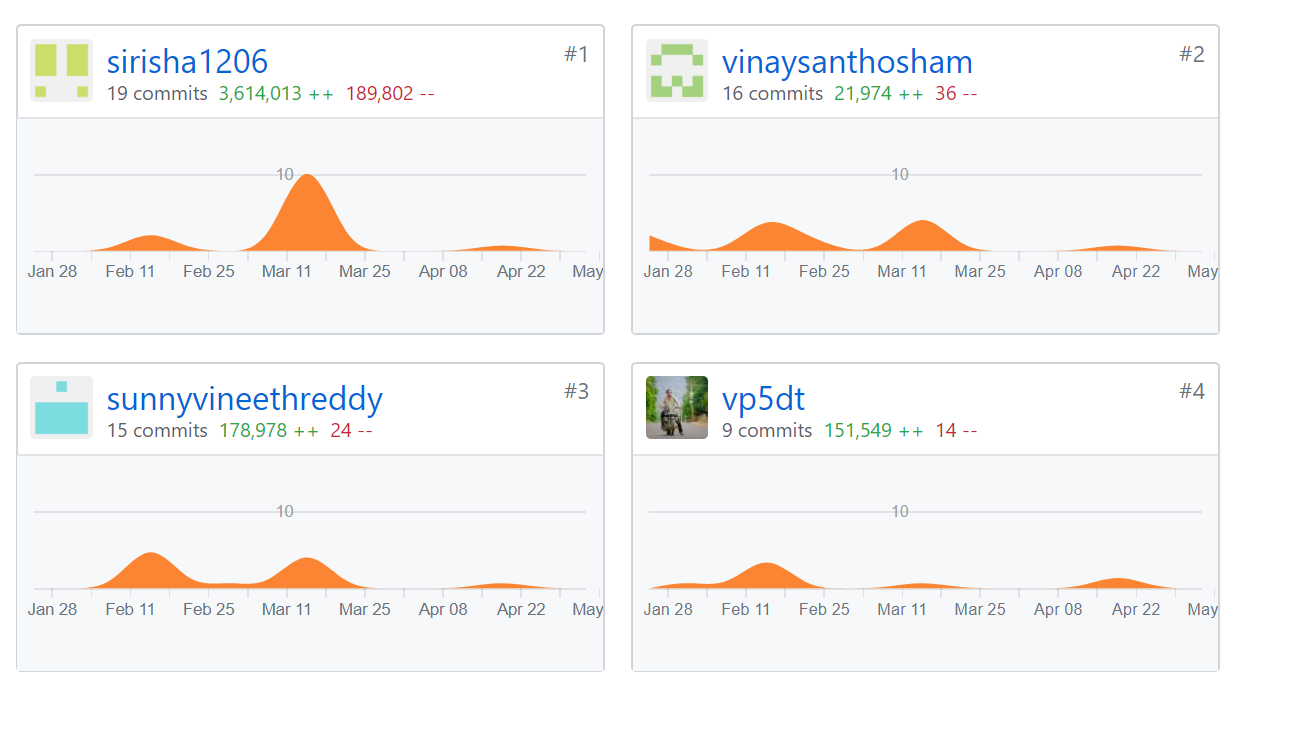 sirisha1206 #1
19 commits 3,614,013 ++ 189,802 --
10
Jan 28 Feb 11 Feb 25 Mar 11 Mar 25 Apr 08 Apr 22 May
vinaysanthosham #2
16 commits 21,974 ++ 36 --
10
Jan 28 Feb 11 Feb 25 Mar 11 Mar 25 Apr 08 Apr 22 May
sunnyvineethreddy #3
15 commits 178,978 ++ 24 --
10
Jan 28 Feb 11 Feb 25 Mar 11 Mar 25 Apr 08 Apr 22 May
vp5dt #4
9 commits 151,549 ++ 14 --
10
Jan 28 Feb 11 Feb 25 Mar 11 Mar 25 Apr 08 Apr 22 May